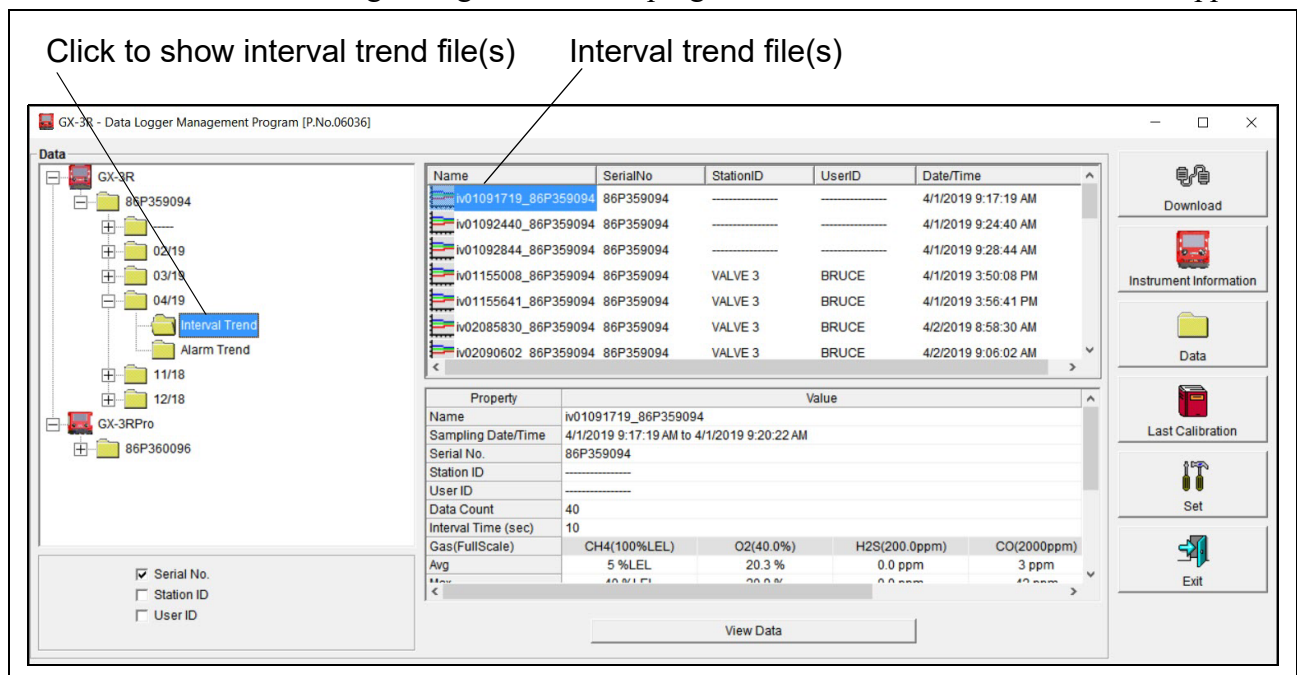 Click to show interval trend file(s) Interval trend file(s)
GX-3R - Data Logger Management Program [P.No.06036]
Data
GX-3R
86P359094
----
02/19
03/19
04/19
Interval Trend
Alarm Trend
11/18
12/18
GX-3RPro
86P360096
Serial No.
Station ID
User ID
Name SerialNo StationID UserID Date/Time
iv01091719_86P359094 86P359094 ---------------- ---------------- 4/1/2019 9:17:19 AM
iv01092440_86P359094 86P359094 ---------------- ---------------- 4/1/2019 9:24:40 AM
iv01092844_86P359094 86P359094 ---------------- ---------------- 4/1/2019 9:28:44 AM
iv01155008_86P359094 86P359094 VALVE 3 BRUCE 4/1/2019 3:50:08 PM
iv01155641_86P359094 86P359094 VALVE 3 BRUCE 4/1/2019 3:56:41 PM
iv02085830_86P359094 86P359094 VALVE 3 BRUCE 4/2/2019 8:58:30 AM
iv02090602_86P359094 86P359094 VALVE 3 BRUCE 4/2/2019 9:06:02 AM
Property Value
Name iv01091719_86P359094
Sampling Date/Time 4/1/2019 9:17:19 AM to 4/1/2019 9:20:22 AM
Serial No. 86P359094
Station ID ----------------
User ID ----------------
Data Count 40
Interval Time (sec) 10
Gas(FullScale) CH4(100%LEL) O2(40.0%) H2S(200.0ppm) CO(2000ppm)
Avg 5 %LEL 20.3 % 0.0 ppm 3 ppm
View Data
Download
Instrument Information
Data
Last Calibration
Set
Exit